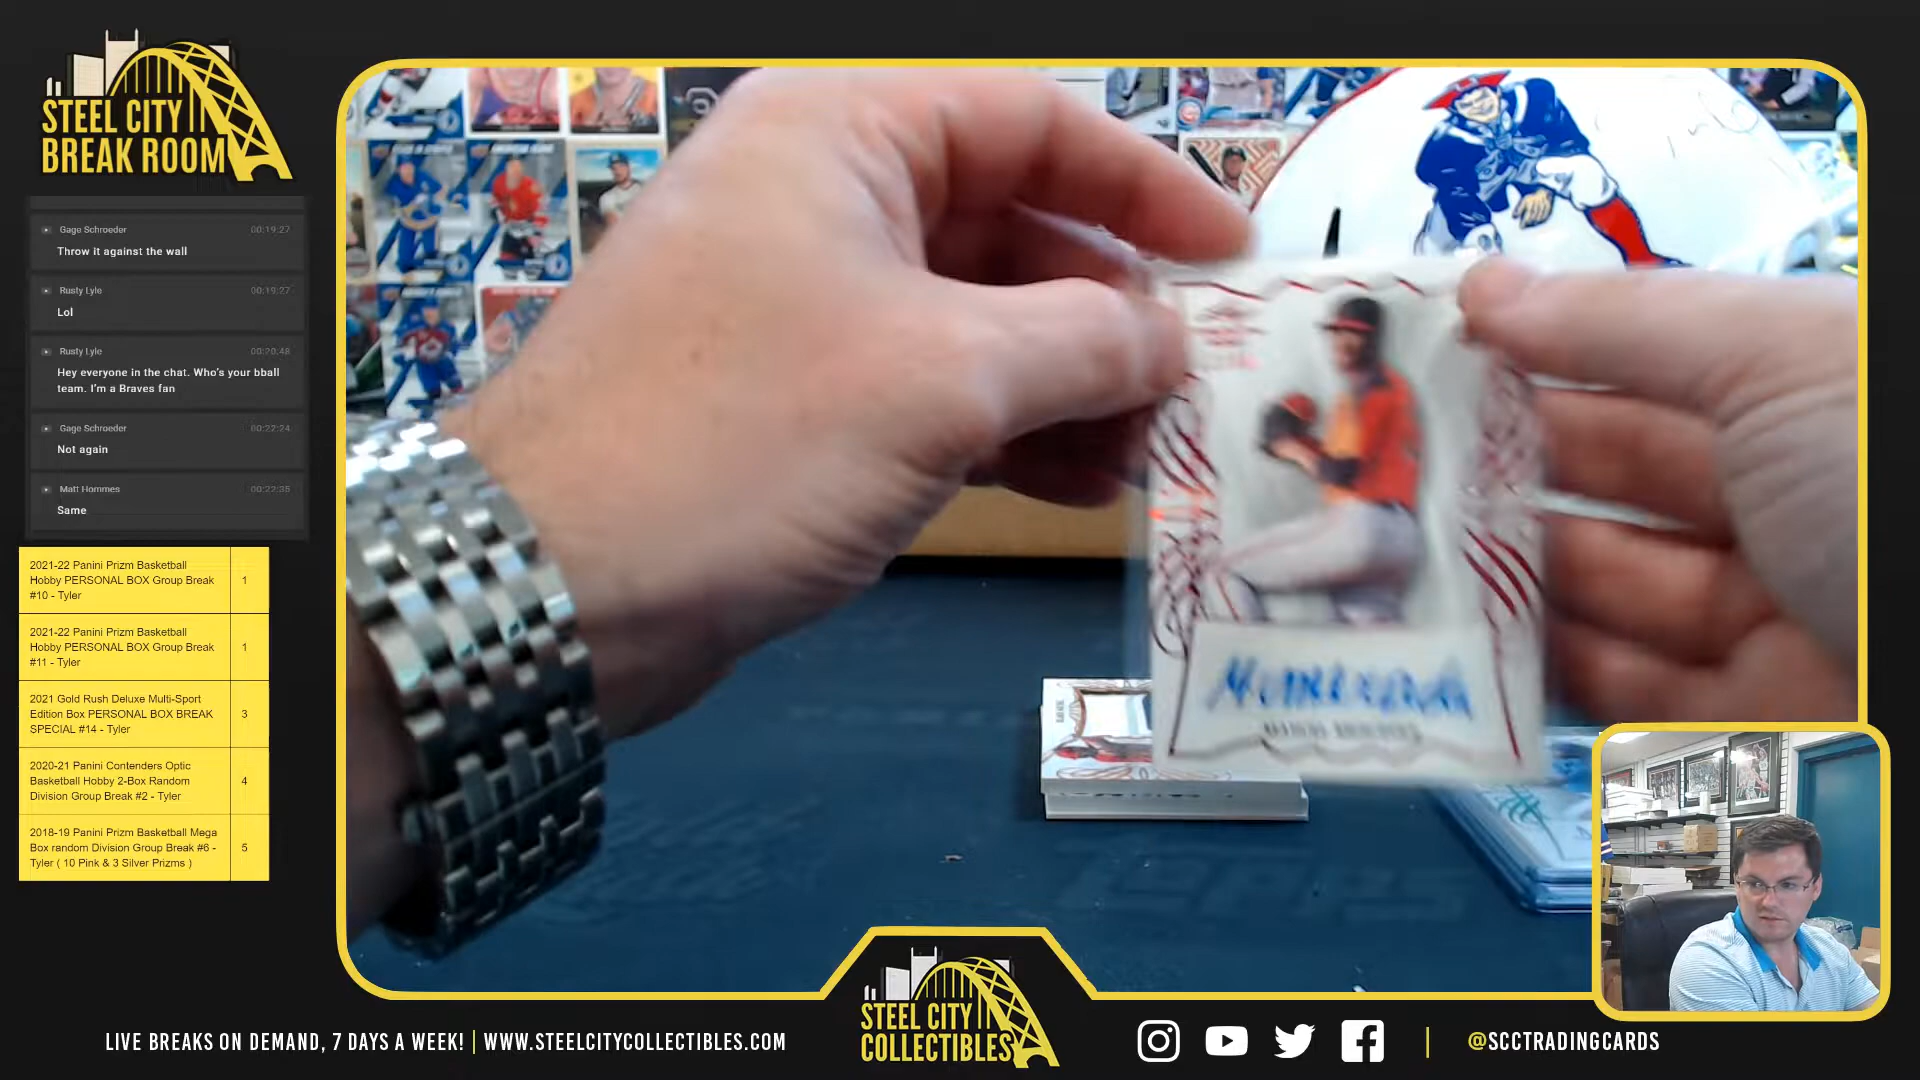 STEEL CITY
BREAK ROOM
Gage Schroeder 00:19:27
Throw it against the wall
Rusty Lyle 00:19:27
Lol
Rusty Lyle 00:20:48
Hey everyone in the chat. Who's your bball
team. I'm a Braves fan
Gage Schroeder 00:22:24
Not again
Matt Hommes 00:22:35
Same
2021-22 Panini Prizm Basketball
Hobby PERSONAL BOX Group Break 1
#10 - Tyler
2021-22 Panini Prizm Basketball
Hobby PERSONAL BOX Group Break 1
#11 - Tyler
2021 Gold Rush Deluxe Multi-Sport
Edition Box PERSONAL BOX BREAK 3
SPECIAL #14 - Tyler
2020-21 Panini Contenders Optic
Basketball Hobby 2-Box Random 4
Division Group Break #2 - Tyler
2018-19 Panini Prizm Basketball Mega
Box random Division Group Break #6 - 5
Tyler ( 10 Pink & 3 Silver Prizms )
LIVE BREAKS ON DEMAND, 7 DAYS A WEEK! | WWW.STEELCITYCOLLECTIBLES.COM
STEEL CITY
COLLECTIBLES
@SCCTRADINGCARDS